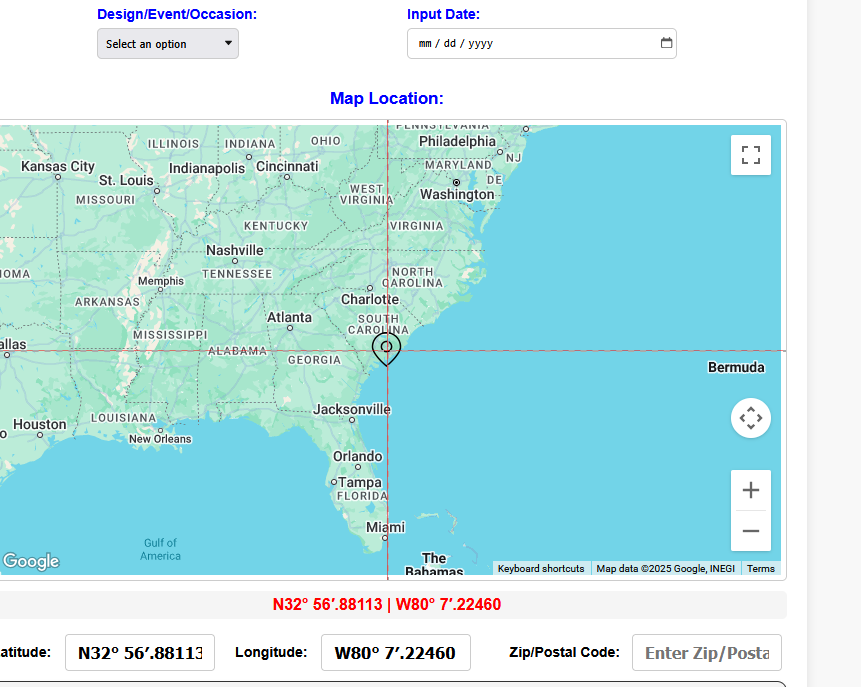 Design/Event/Occasion:
Input Date:
Select an option
mm / dd / yyyy
Map Location:
PENNSYLVANIA
OHIO
Philadelphia
ILLINOIS
INDIANA
NJ
Kansas City
Indianapolis
Cincinnati
MARYLAND
St. Louis
DE
MISSOURI
WEST
VIRGINIA
Washington
KENTUCKY
VIRGINIA
Nashville
OMA
TENNESSEE
NORTH
CAROLINA
Memphis
ARKANSAS
Charlotte
Atlanta
SOUTH
CAROLINA
MISSISSIPPI
allas
ALABAMA
GEORGIA
Bermuda
Jacksonville
LOUISIANA
Houston
o
New Orleans
Orlando
Tampa
FLORIDA
Miami
Gulf of
America
The
Bahamas
Google
Keyboard shortcuts
Map data ©2025 Google, INEGI
Terms
N32° 56′.88113 | W80° 7′.22460
atitude:
N32° 56′.88113
Longitude:
W80° 7′.22460
Zip/Postal Code:
Enter Zip/Posta